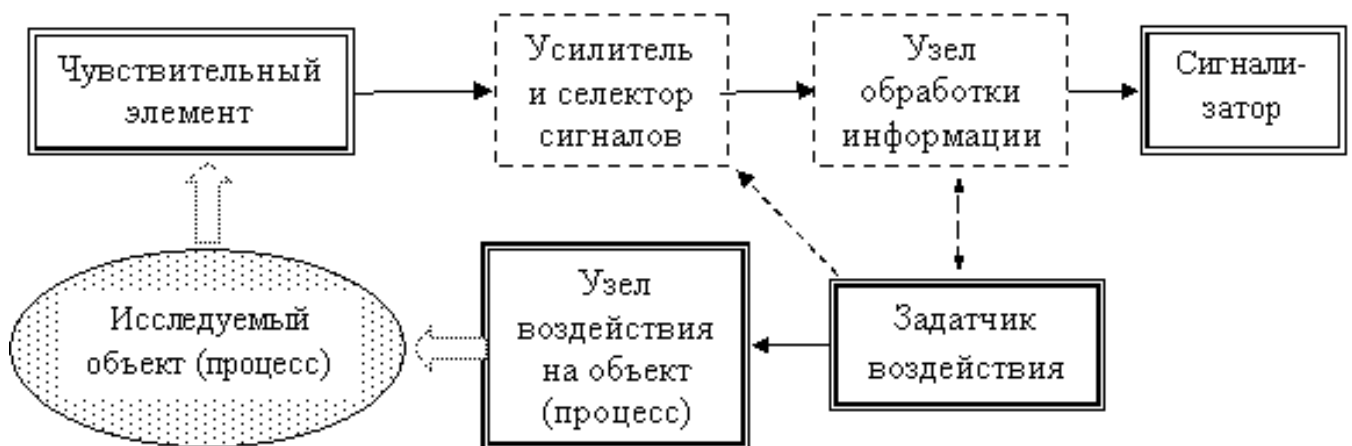 Чувствительный
элемент
Усилитель
и селектор
сигналов
Узел
обработки
информации
Сигнали-
затор
Исследуемый
объект (процесс)
Узел
воздействия
на объект
(процесс)
Задатчик
воздействия